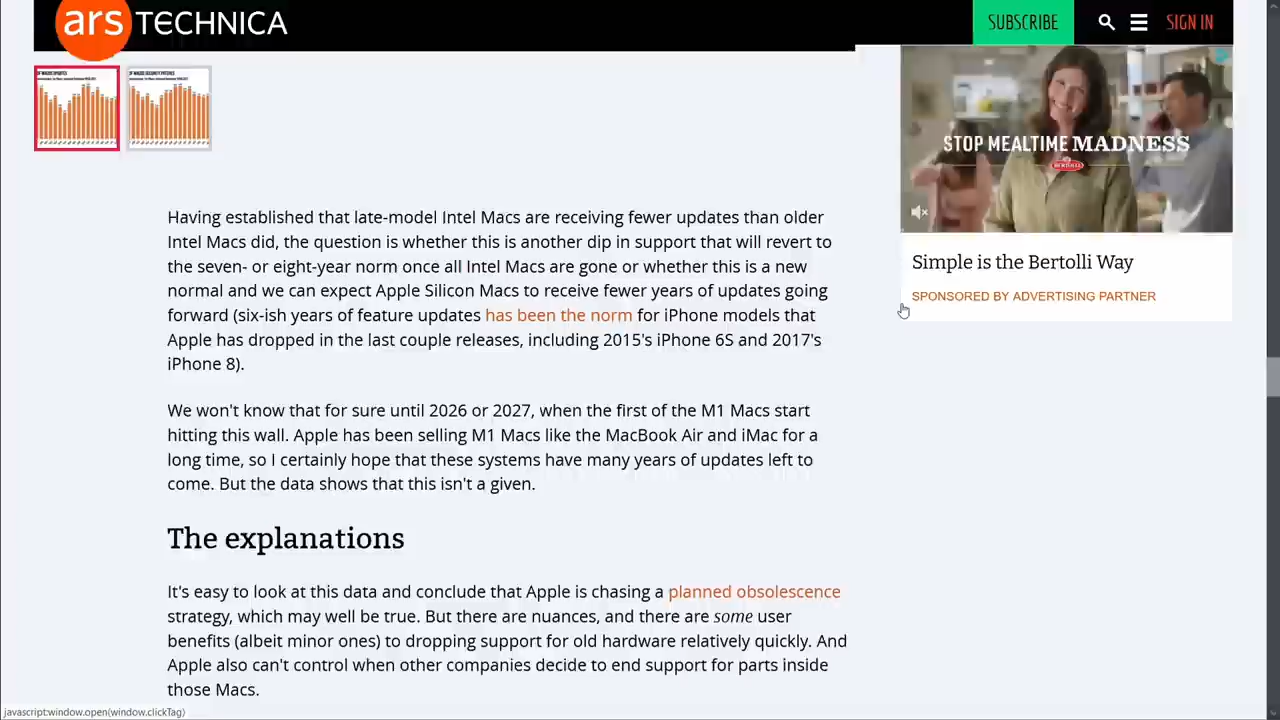 ars TECHNICA
SUBSCRIBE
SIGN IN
STOP MEALTIME MADNESS
BERTOLLI
Simple is the Bertolli Way
SPONSORED BY ADVERTISING PARTNER
Having established that late-model Intel Macs are receiving fewer updates than older
Intel Macs did, the question is whether this is another dip in support that will revert to
the seven- or eight-year norm once all Intel Macs are gone or whether this is a new
normal and we can expect Apple Silicon Macs to receive fewer years of updates going
forward (six-ish years of feature updates has been the norm for iPhone models that
Apple has dropped in the last couple releases, including 2015's iPhone 6S and 2017's
iPhone 8).
We won't know that for sure until 2026 or 2027, when the first of the M1 Macs start
hitting this wall. Apple has been selling M1 Macs like the MacBook Air and iMac for a
long time, so I certainly hope that these systems have many years of updates left to
come. But the data shows that this isn't a given.
The explanations
It's easy to look at this data and conclude that Apple is chasing a planned obsolescence
strategy, which may well be true. But there are nuances, and there are some user
benefits (albeit minor ones) to dropping support for old hardware relatively quickly. And
Apple also can't control when other companies decide to end support for parts inside
those Macs.
javascript:window.open(window.clickTag)